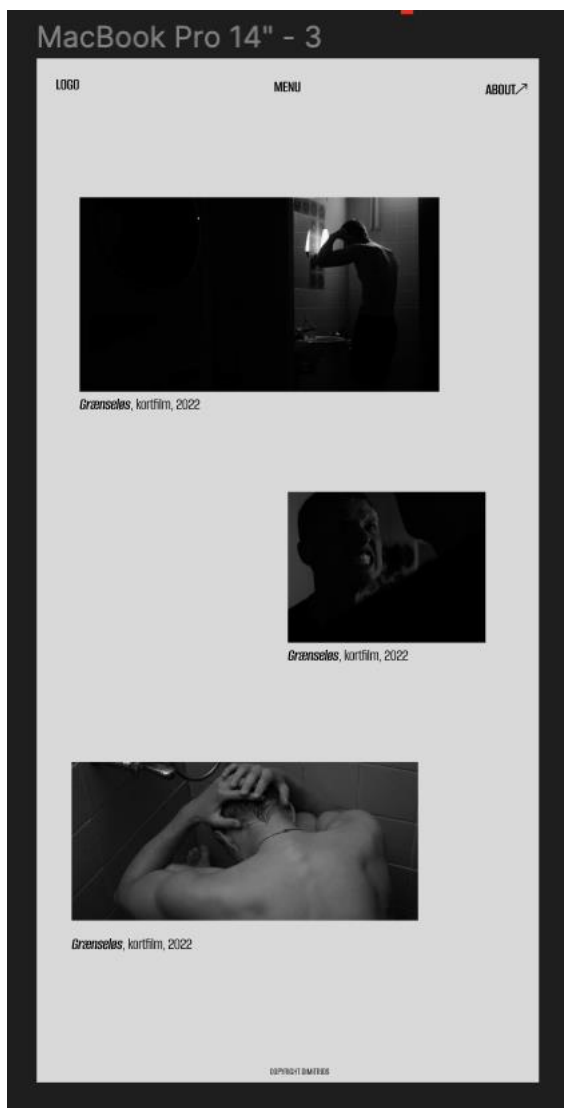 MacBook Pro 14" - 3
LOGO
MENU
ABOUT↗
Grænseløs, kortfilm, 2022
Grænseløs, kortfilm, 2022
Grænseløs, kortfilm, 2022
COPYRIGHT DIMITRIOS